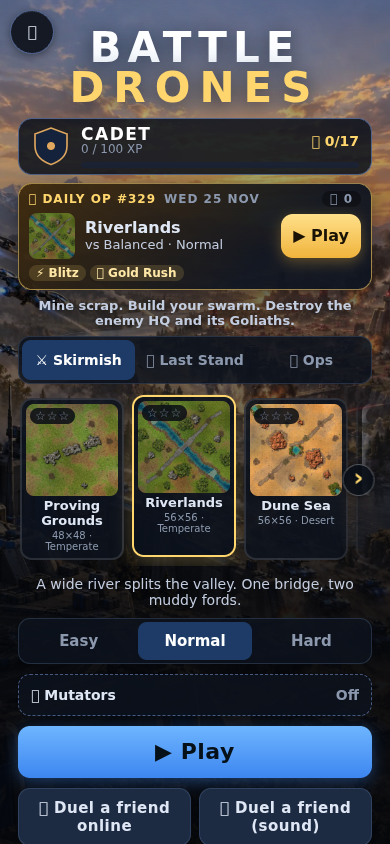 BATTLE
DRONES
CADET
0 / 100 XP
0/17
DAILY OP #329 WED 25 NOV
0
Riverlands
vs Balanced · Normal
▶ Play
⚡ Blitz
Gold Rush
Mine scrap. Build your swarm. Destroy the
enemy HQ and its Goliaths.
⚔ Skirmish
Last Stand
Ops
☆☆☆
☆☆☆
☆☆☆
Proving
Grounds
48×48 ·
Temperate
Riverlands
56×56 ·
Temperate
Dune Sea
56×56 · Desert
›
A wide river splits the valley. One bridge, two
muddy fords.
Easy
Normal
Hard
Mutators
Off
▶ Play
Duel a friend
online
Duel a friend
(sound)